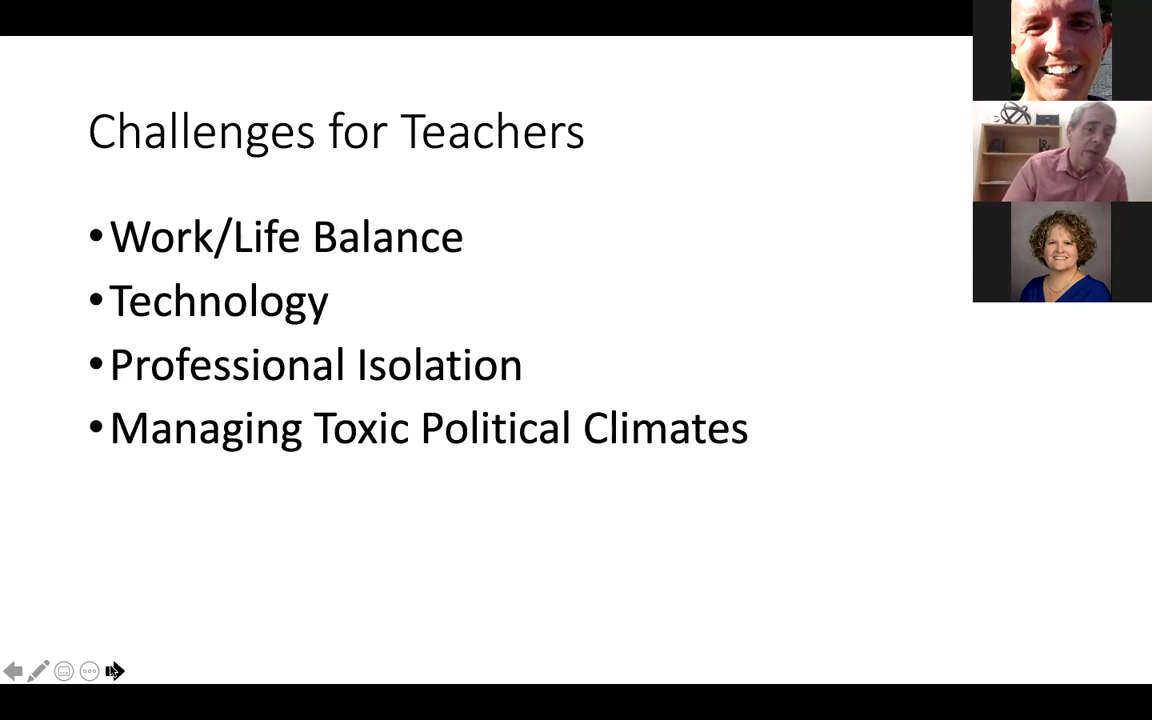 Challenges for Teachers
•Work/Life Balance
•Technology
•Professional Isolation
•Managing Toxic Political Climates